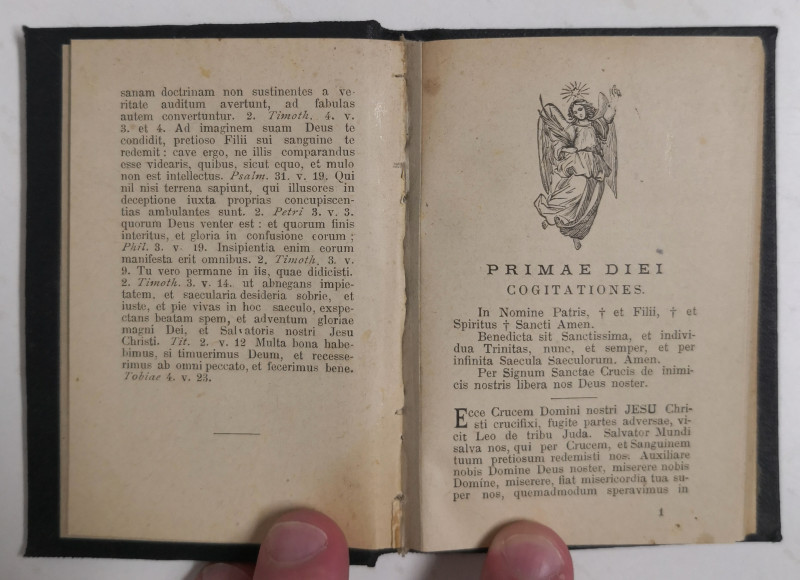 sanam doctrinam non sustinentes a ve-
ritate auditum avertunt, ad fabulas
autem convertuntur. 2. Timoth. 4. v.
3. et 4. Ad imaginem suam Deus te
condidit, pretioso Filii sui sanguine te
redemit : cave ergo, ne illis comparandus
esse videaris, quibus, sicut equo, et mulo
non est intellectus. Psalm. 31. v. 19. Qui
nil nisi terrena sapiunt, qui illusores in
deceptione iuxta proprias concupiscen-
tias ambulantes sunt. 2. Petri 3. v. 3.
quorum Deus venter est : et quorum finis
interitus, et gloria in confusione eorum ;
Phil. 3. v. 19. Insipientia enim eorum
manifesta erit omnibus. 2. Timoth. 3. v.
9. Tu vero permane in iis, quae didicisti.
2. Timoth. 3. v. 14. ut abnegans impie-
tatem, et saecularia desideria sobrie, et
iuste, et pie vivas in hoc saeculo, exspe-
ctans beatam spem, et adventum gloriae
magni Dei, et Salvatoris nostri Jesu
Christi. Tit. 2. v. 12 Multa bona habe-
bimus, si timuerimus Deum, et recesse-
rimus ab omni peccato, et fecerimus bene.
Tobiae 4. v. 23.
PRIMAE DIEI
COGITATIONES.
In Nomine Patris, † et Filii, † et
Spiritus † Sancti Amen.
Benedicta sit Sanctissima, et indivi-
dua Trinitas, nunc, et semper, et per
infinita Saecula Saeculorum. Amen.
Per Signum Sanctae Crucis de inimi-
cis nostris libera nos Deus noster.
Ecce Crucem Domini nostri JESU Chri-
sti crucifixi, fugite partes adversae, vi-
cit Leo de tribu Juda. Salvator Mundi
salva nos, qui per Crucem, et Sanguinem
tuum pretiosum redemisti nos: Auxiliare
nobis Domine Deus noster, miserere nobis
Domine, miserere, fiat misericordia tua su-
per nos, quemadmodum speravimus in
1